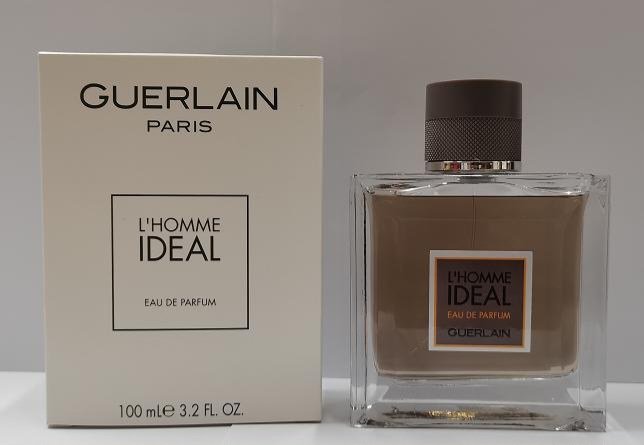 GUERLAIN
PARIS
L'HOMME
IDEAL
EAU DE PARFUM
100 mL℮ 3.2 FL. OZ.
L'HOMME
IDEAL
EAU DE PARFUM
GUERLAIN